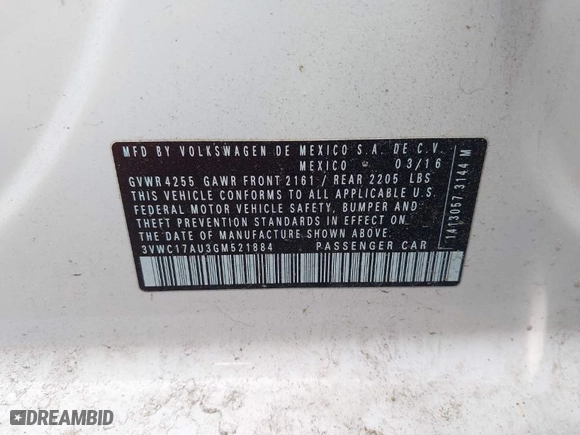 MFD BY VOLKSWAGEN DE MEXICO S.A. DE C.V.
MEXICO - 03/16
GVWR 4255 GAWR FRONT 2161 / REAR 2205 LBS
THIS VEHICLE CONFORMS TO ALL APPLICABLE U.S.
FEDERAL MOTOR VEHICLE SAFETY, BUMPER AND
THEFT PREVENTION STANDARDS IN EFFECT ON
THE DATE OF MANUFACTURE SHOWN ABOVE.
3VWC17AU3GM521884 PASSENGER CAR
1AT3057.3144 M
DREAMBID